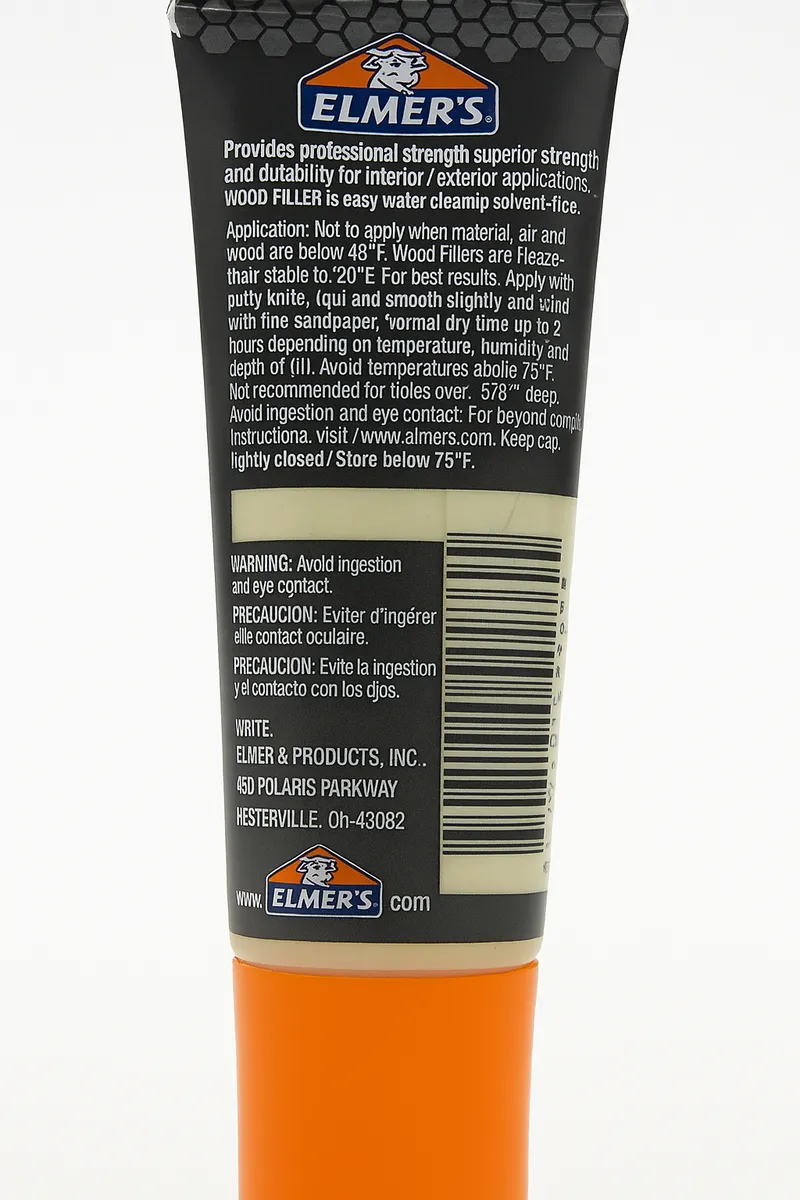 ELMER'S®
Provides professional strength superior strength
and dutability for interior / exterior applications.
WOOD FILLER is easy water cleamip solvent-fice.
Application: Not to apply when material, air and
wood are below 48"F. Wood Fillers are Fleaze-
thair stable to.'20"E For best results. Apply with
putty knite, (qui and smooth slightly and wind
with fine sandpaper, 'vormal dry time up to 2
hours depending on temperature, humidity and
depth of (ill. Avoid temperatures abolie 75"F.
Not recommended for tioles over. 578'" deep.
Avoid ingestion and eye contact: For beyond
Instructiona. visit /www.almers.com. Keep cap.
lightly closed / Store below 75"F.
WARNING: Avold ingestion
and eye contact.
PRECAUCION: Eviter d'ingérer
ellle contact oculaire.
PRECAUCION: Evite la ingestion
y el contacto con los djos.
WRITE.
ELMER & PRODUCTS, INC..
45D POLARIS PARKWAY
HESTERVILLE. Oh-43082
www. ELMER'S com